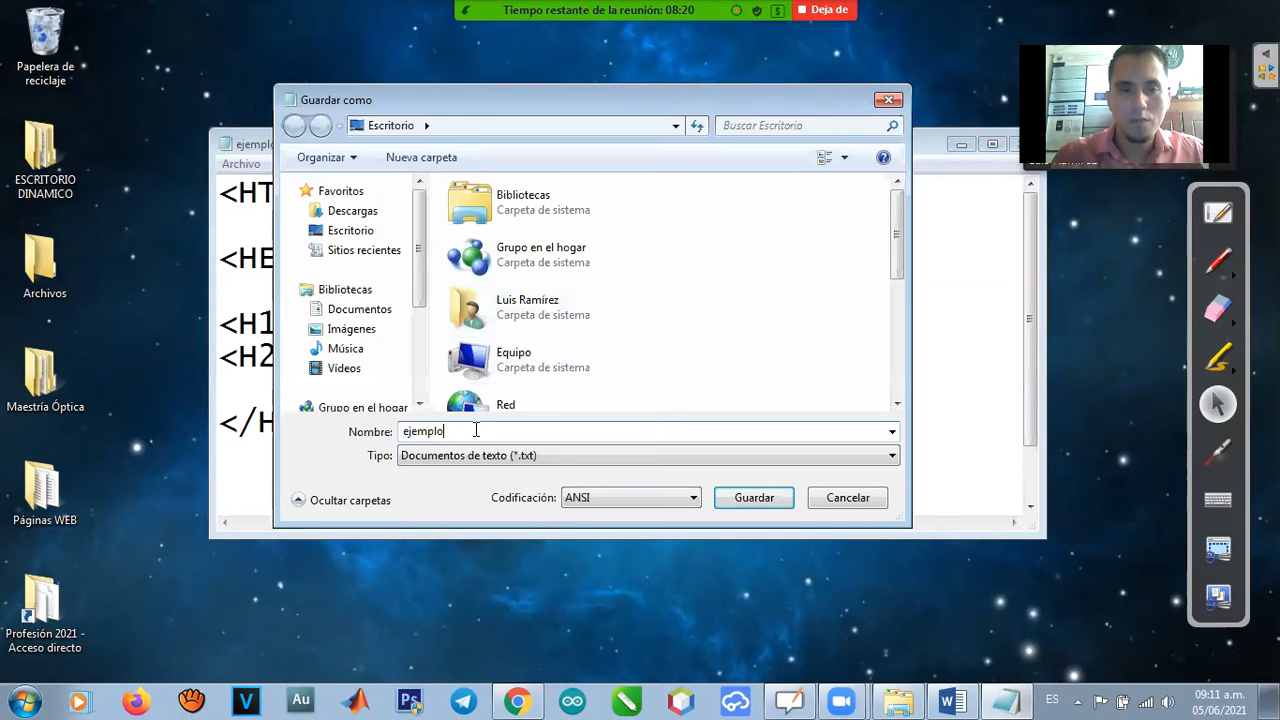 Tiempo restante de la reunión: 08:20
Deja de
Papelera de
reciclaje
ESCRITORIO
DINAMICO
Archivos
Maestría Óptica
Páginas WEB
Profesión 2021 -
Acceso directo
ejemplo
Archivo
<HT
<HE
<H1
<H2
</H
Guardar como
Escritorio
Buscar Escritorio
Organizar
Nueva carpeta
Favoritos
Descargas
Escritorio
Sitios recientes
Bibliotecas
Documentos
Imágenes
Música
Vídeos
Grupo en el hogar
Bibliotecas
Carpeta de sistema
Grupo en el hogar
Carpeta de sistema
Luis Ramírez
Carpeta de sistema
Equipo
Carpeta de sistema
Red
Nombre: ejemplo
Tipo: Documentos de texto (*.txt)
Ocultar carpetas
Codificación: ANSI
Guardar
Cancelar
V
Au
Ps
W
ES
09:11 a.m.
05/06/2021